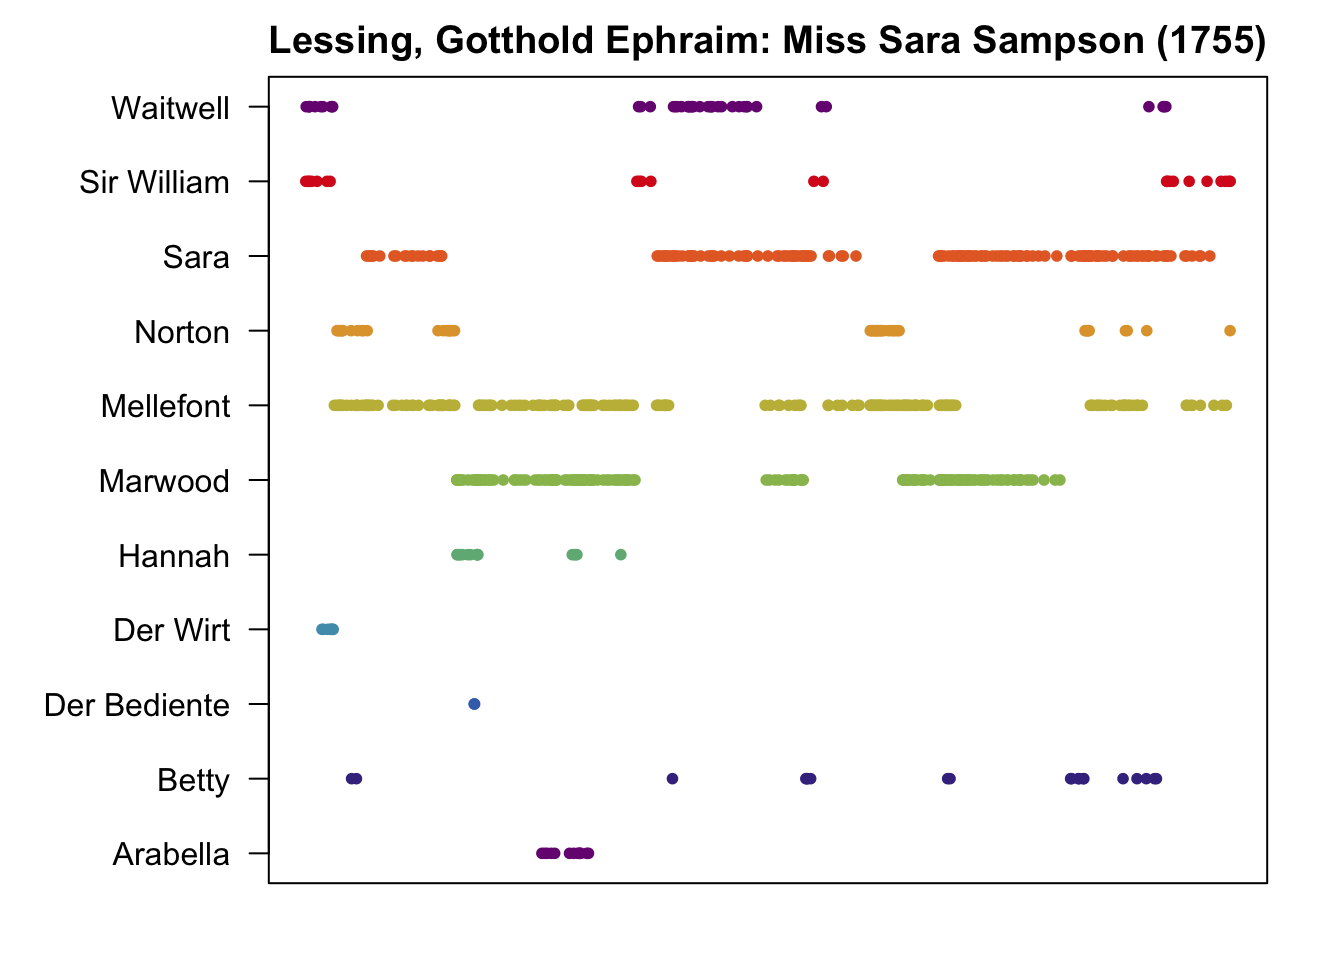 Lessing, Gotthold Ephraim: Miss Sara Sampson (1755)
Waitwell
Sir William
Sara
Norton
Mellefont
Marwood
Hannah
Der Wirt
Der Bediente
Betty
Arabella